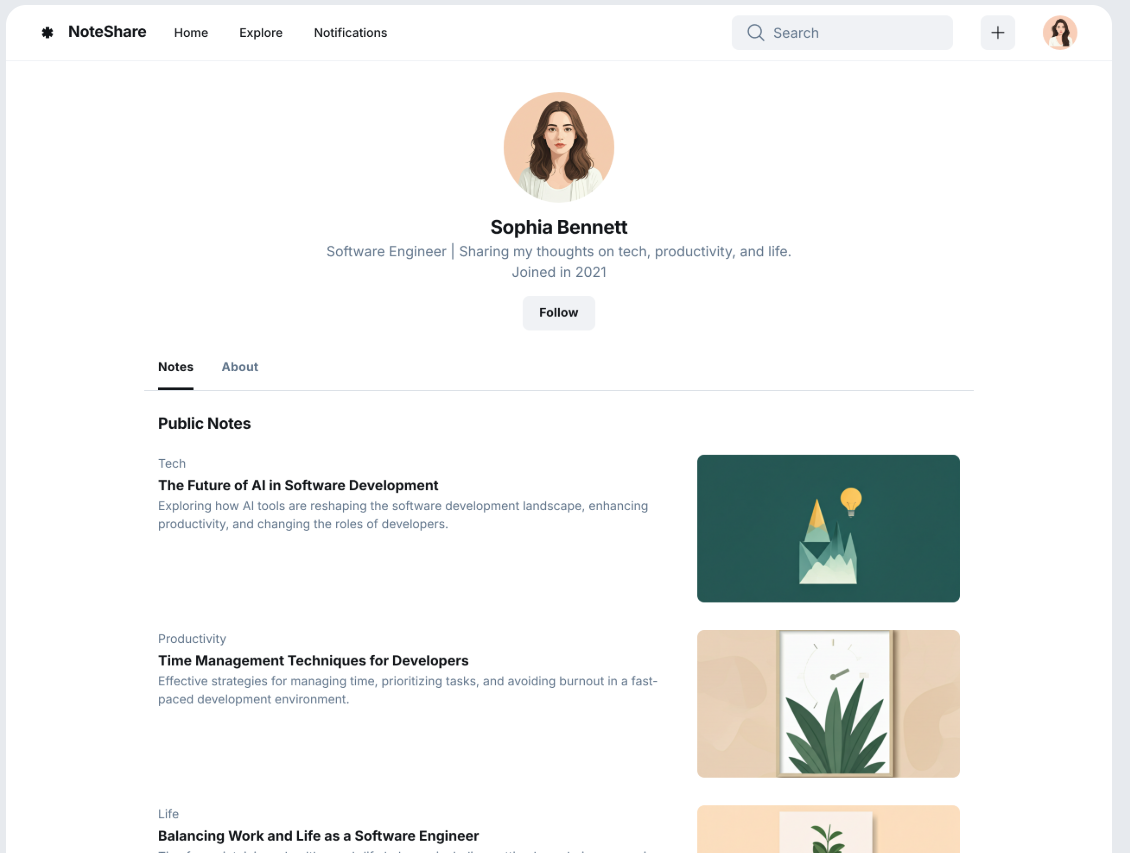 NoteShare
Home
Explore
Notifications
Search
Sophia Bennett
Software Engineer | Sharing my thoughts on tech, productivity, and life.
Joined in 2021
Follow
Notes
About
Public Notes
Tech
The Future of AI in Software Development
Exploring how AI tools are reshaping the software development landscape, enhancing
productivity, and changing the roles of developers.
Productivity
Time Management Techniques for Developers
Effective strategies for managing time, prioritizing tasks, and avoiding burnout in a fast-
paced development environment.
Life
Balancing Work and Life as a Software Engineer